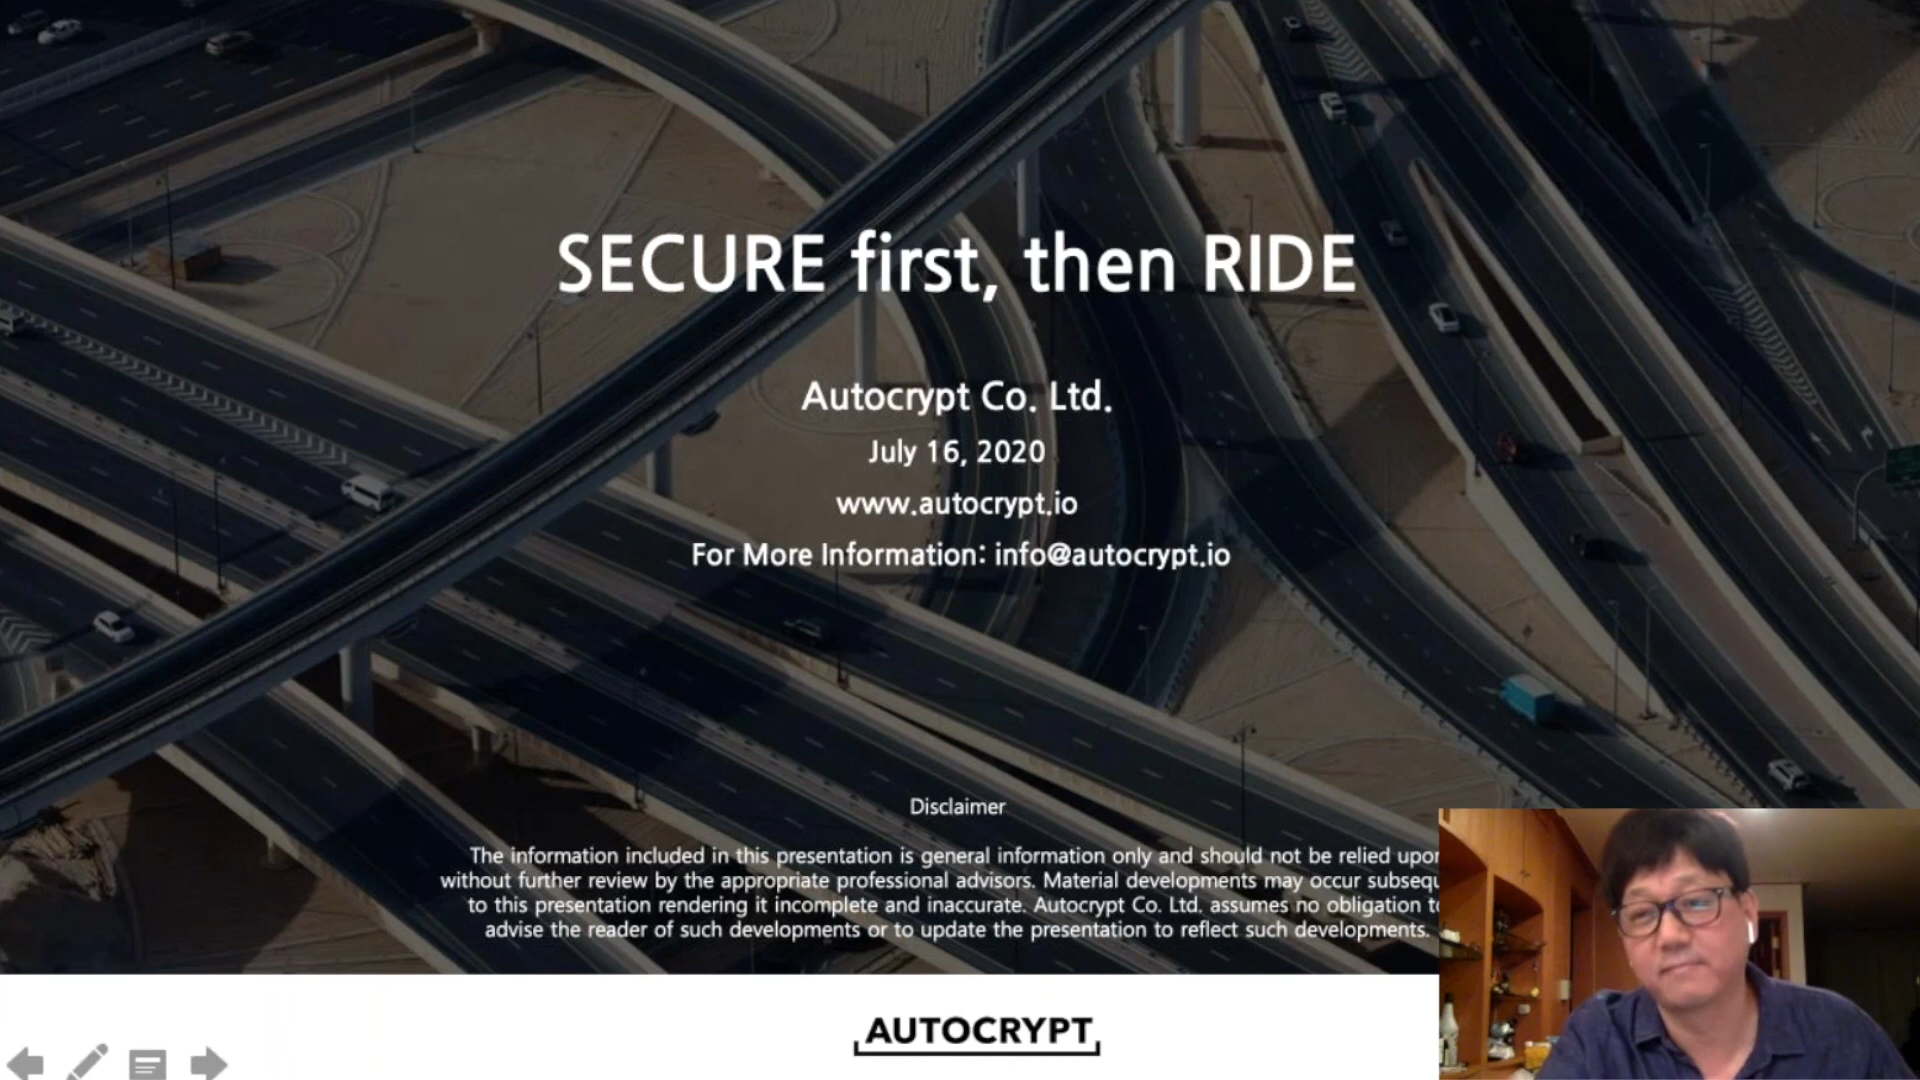 SECURE first, then RIDE
Autocrypt Co. Ltd.
July 16, 2020
www.autocrypt.io
For More Information: info@autocrypt.io
Disclaimer
The information included in this presentation is general information only and should not be relied upon
without further review by the appropriate professional advisors. Material developments may occur
to this presentation rendering it incomplete and inaccurate. Autocrypt Co. Ltd. assumes no obligation
advise the reader of such developments or to update the presentation to reflect such developments.
AUTOCRYPT